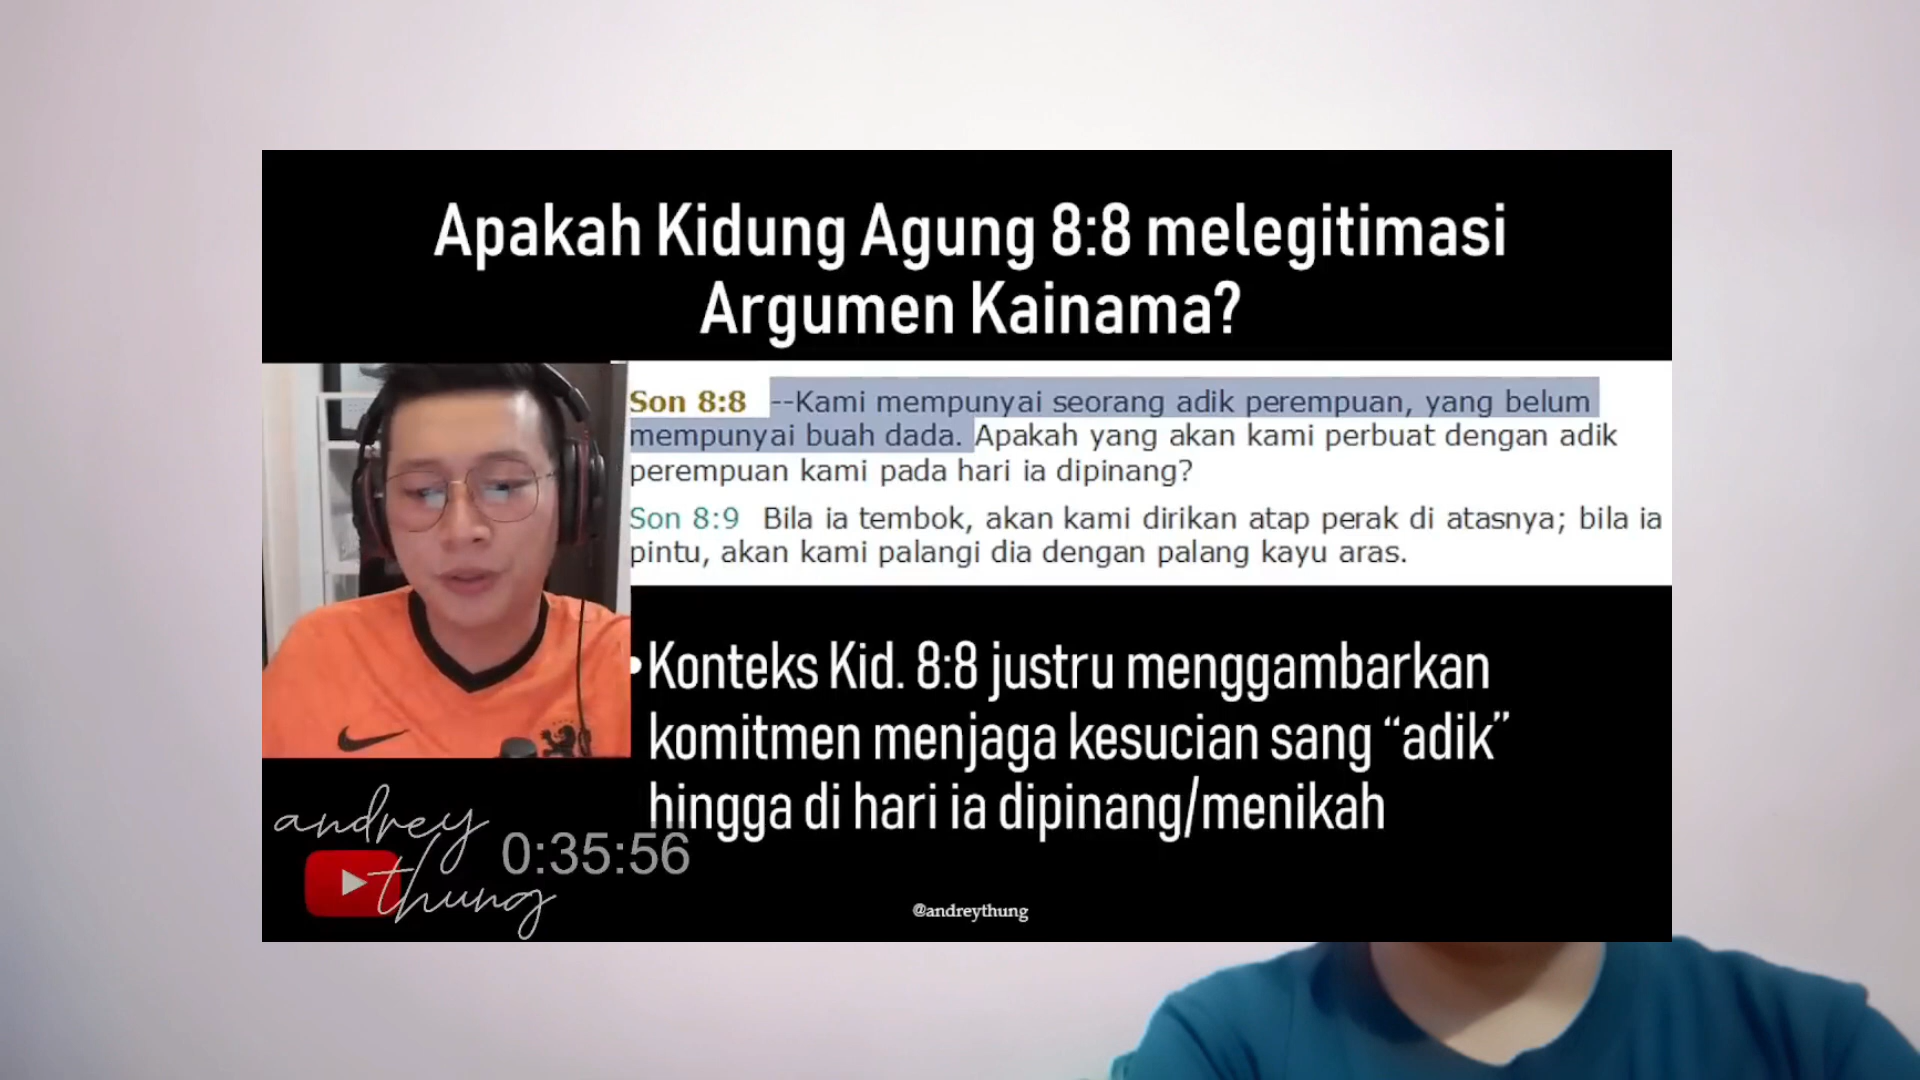 Apakah Kidung Agung 8:8 melegitimasi
Argumen Kainama?
Son 8:8 --Kami mempunyai seorang adik perempuan, yang belum
mempunyai buah dada. Apakah yang akan kami perbuat dengan adik
perempuan kami pada hari ia dipinang?
Son 8:9 Bila ia tembok, akan kami dirikan atap perak di atasnya; bila ia
pintu, akan kami palangi dia dengan palang kayu aras.
•Konteks Kid. 8:8 justru menggambarkan
komitmen menjaga kesucian sang “adik”
hingga di hari ia dipinang/menikah
andrey
thung
0:35:56
@andreythung